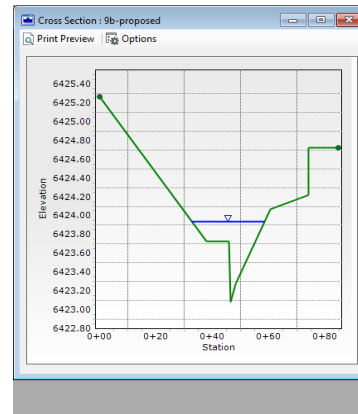 Cross Section : 9b-proposed
Print Preview Options
6425.40
6425.20
6425.00
6424.80
6424.60
6424.40
6424.20
6424.00
6423.80
6423.60
6423.40
6423.20
6423.00
6422.80
Elevation
0+00 0+20 0+40 0+60 0+80
Station